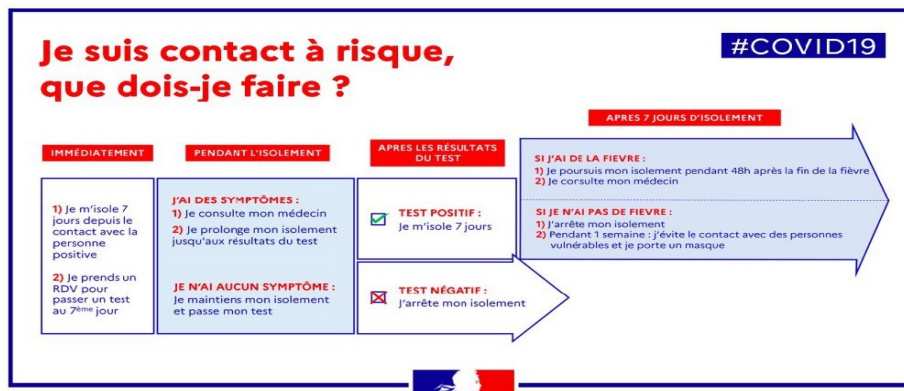 Je suis contact à risque,
que dois-je faire ?
#COVID19
IMMÉDIATEMENT
1) Je m'isole 7
jours depuis le
contact avec la
personne
positive
2) Je prends un
RDV pour
passer un test
au 7ème jour
PENDANT L'ISOLEMENT
J'AI DES SYMPTÔMES :
1) Je consulte mon médecin
2) Je prolonge mon isolement
jusqu'aux résultats du test
JE N'AI AUCUN SYMPTÔME :
Je maintiens mon isolement
et passe mon test
APRES LES RÉSULTATS
DU TEST
TEST POSITIF :
Je m'isole 7 jours
TEST NÉGATIF :
J'arrête mon isolement
APRES 7 JOURS D'ISOLEMENT
SI J'AI DE LA FIEVRE :
1) Je poursuis mon isolement pendant 48h après la fin de la fièvre
2) Je consulte mon médecin
SI JE N'AI PAS DE FIEVRE :
1) J'arrête mon isolement
2) Pendant 1 semaine : j'évite le contact avec des personnes
vulnérables et je porte un masque